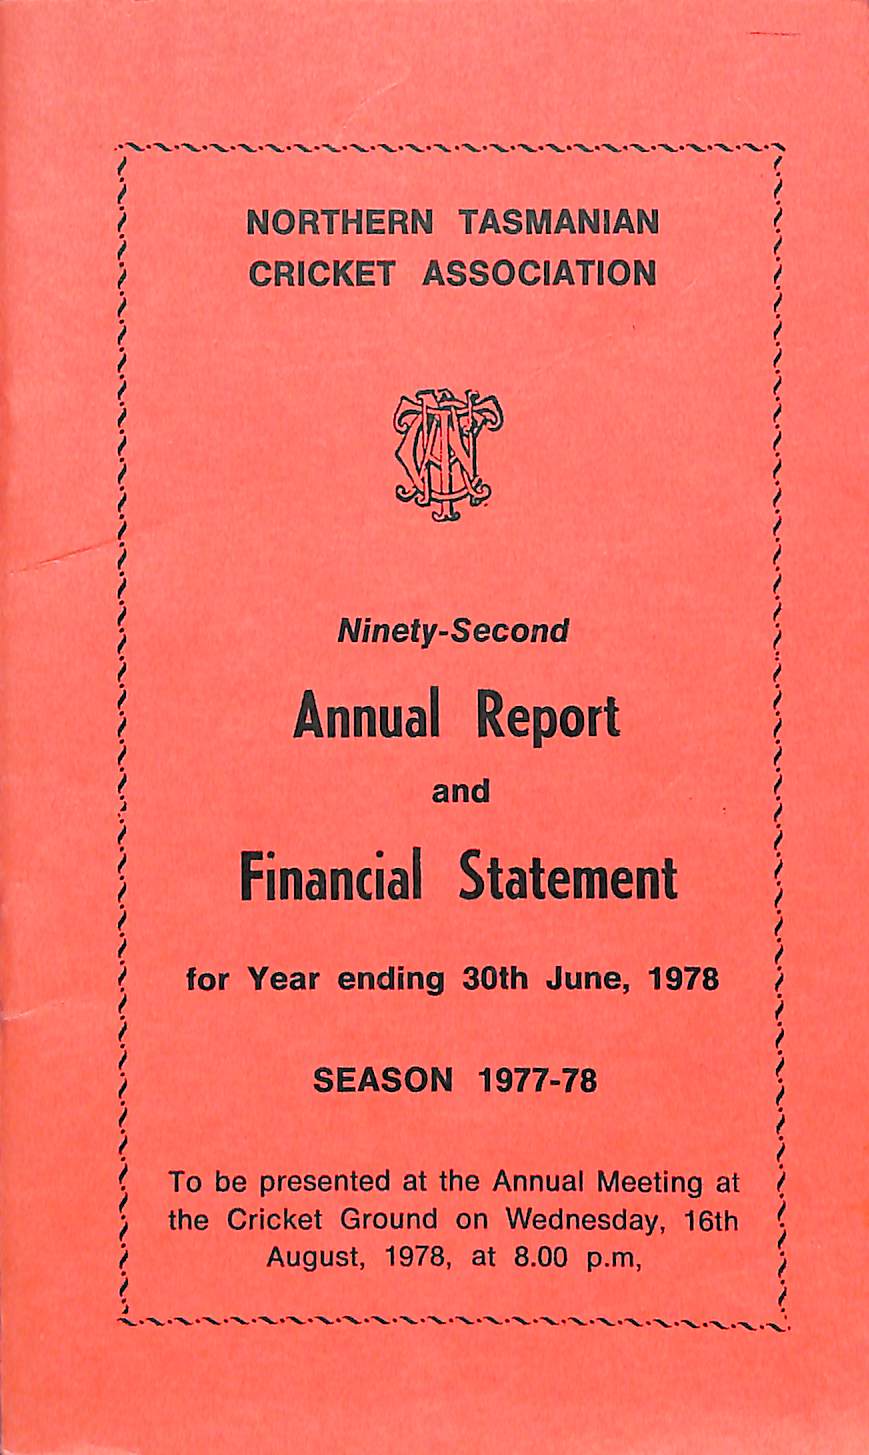 NORTHERN TASMANIAN
CRICKET ASSOCIATION
Ninety-Second
Annual Report
and
Financial Statement
for Year ending 30th June, 1978
SEASON 1977-78
To be presented at the Annual Meeting at
the Cricket Ground on Wednesday, 16th
August, 1978, at 8.00 p.m,